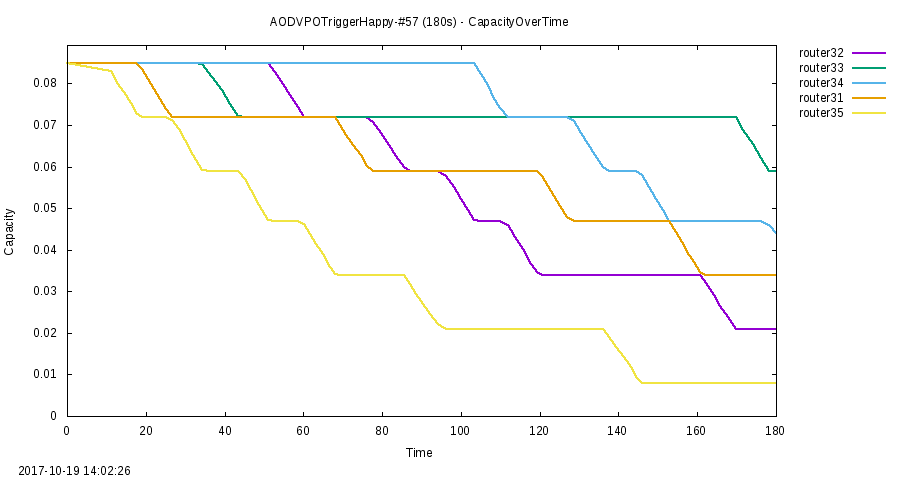 AODVPOTriggerHappy-#57 (180s) - CapacityOverTime
router32
router33
router34
router31
router35
0.08
0.07
0.06
0.05
0.04
0.03
0.02
0.01
0
Capacity
0 20 40 60 80 100 120 140 160 180
Time
2017-10-19 14:02:26